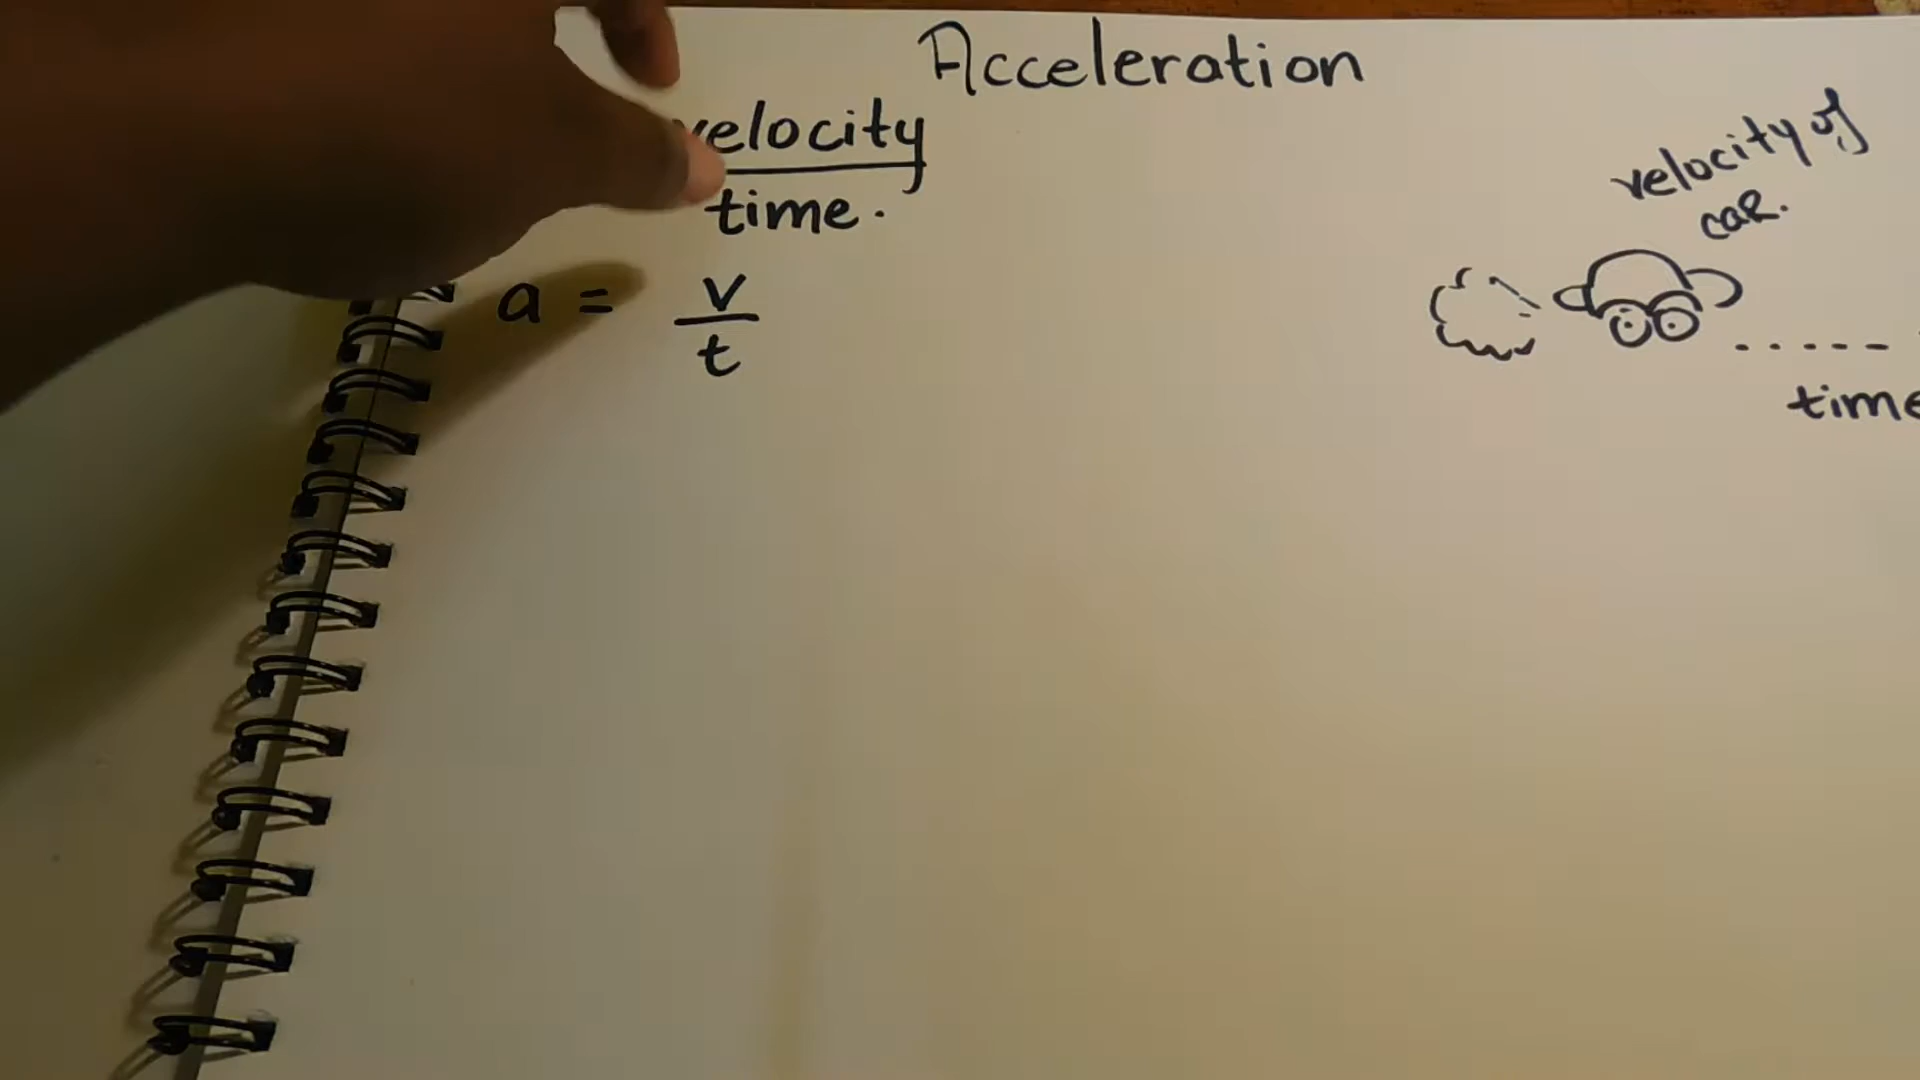 Acceleration
velocity
time.
a = v
t
velocity of
car.
time